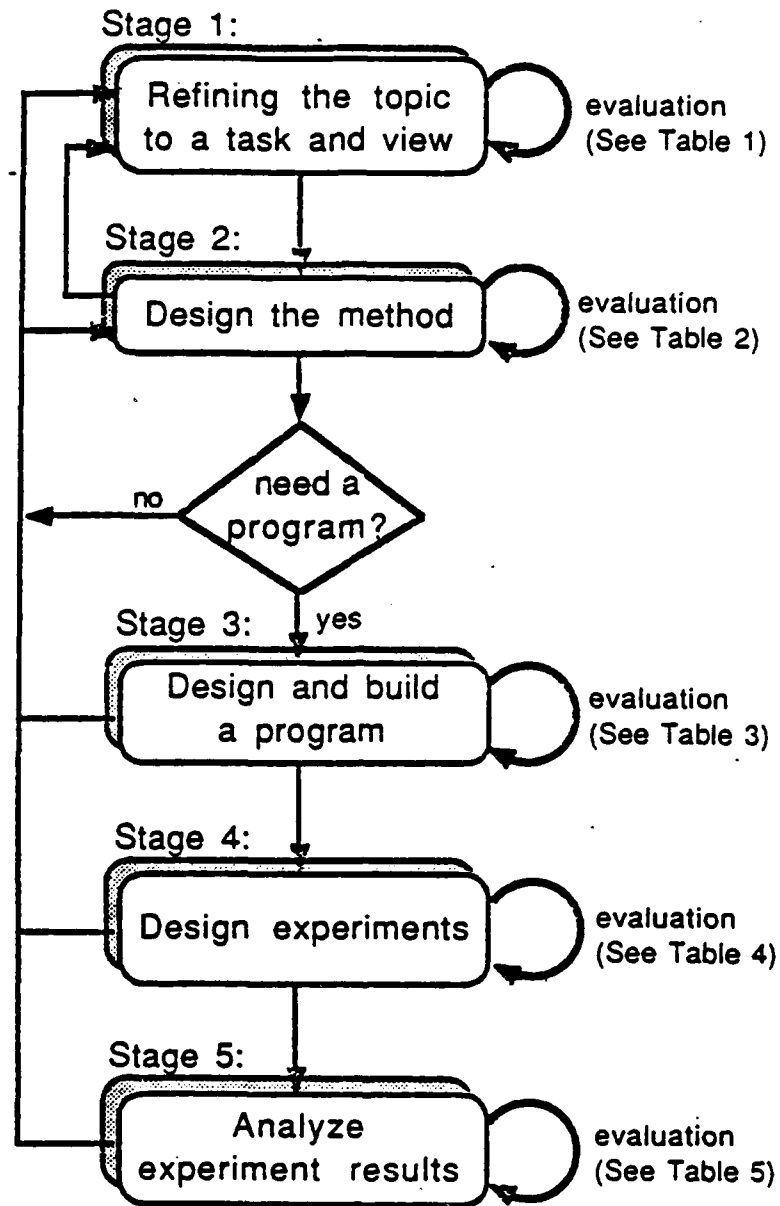 Stage 1:
Refining the topic
to a task and view
evaluation
(See Table 1)
Stage 2:
Design the method
evaluation
(See Table 2)
need a
program?
no
yes
Stage 3:
Design and build
a program
evaluation
(See Table 3)
Stage 4:
Design experiments
evaluation
(See Table 4)
Stage 5:
Analyze
experiment results
evaluation
(See Table 5)